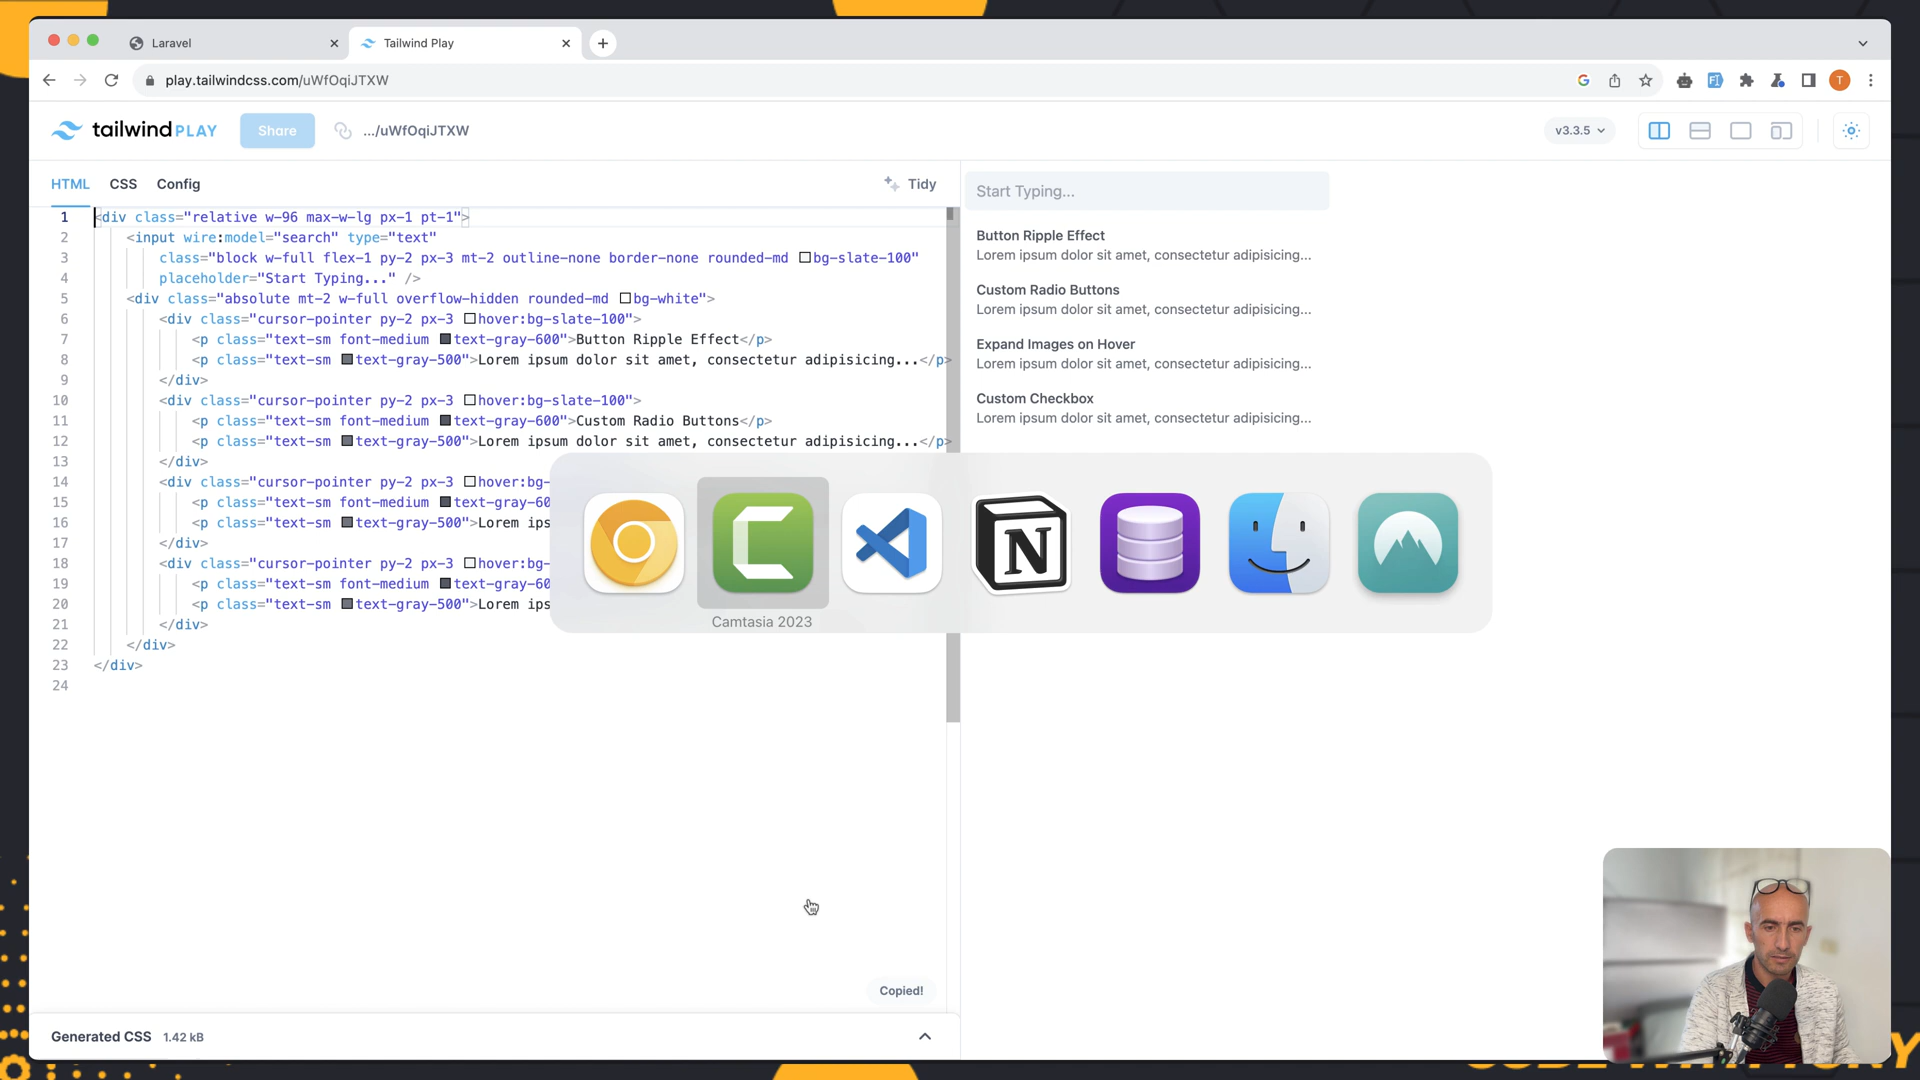 Laravel
Tailwind Play
play.tailwindcss.com/uWfOqiJTXW
T
tailwind PLAY
Share
.../uWfOqiJTXW
v3.3.5
HTML CSS Config
Tidy
1 <div class="relative w-96 max-w-lg px-1 pt-1">
2 <input wire:model="search" type="text"
3 class="block w-full flex-1 py-2 px-3 mt-2 outline-none border-none rounded-md bg-slate-100"
4 placeholder="Start Typing..." />
5 <div class="absolute mt-2 w-full overflow-hidden rounded-md bg-white">
6 <div class="cursor-pointer py-2 px-3 hover:bg-slate-100">
7 <p class="text-sm font-medium text-gray-600">Button Ripple Effect</p>
8 <p class="text-sm text-gray-500">Lorem ipsum dolor sit amet, consectetur adipisicing...</p>
9 </div>
10 <div class="cursor-pointer py-2 px-3 hover:bg-slate-100">
11 <p class="text-sm font-medium text-gray-600">Custom Radio Buttons</p>
12 <p class="text-sm text-gray-500">Lorem ipsum dolor sit amet, consectetur adipisicing...</p>
13 </div>
14 <div class="cursor-pointer py-2 px-3 hover:bg-
15 <p class="text-sm font-medium text-gray-60
16 <p class="text-sm text-gray-500">Lorem ips
17 </div>
18 <div class="cursor-pointer py-2 px-3 hover:bg-
19 <p class="text-sm font-medium text-gray-60
20 <p class="text-sm text-gray-500">Lorem ips
21 </div>
22 </div>
23 </div>
24
Start Typing...
Button Ripple Effect
Lorem ipsum dolor sit amet, consectetur adipisicing...
Custom Radio Buttons
Lorem ipsum dolor sit amet, consectetur adipisicing...
Expand Images on Hover
Lorem ipsum dolor sit amet, consectetur adipisicing...
Custom Checkbox
Lorem ipsum dolor sit amet, consectetur adipisicing...
N
Camtasia 2023
Copied!
Generated CSS 1.42 kB